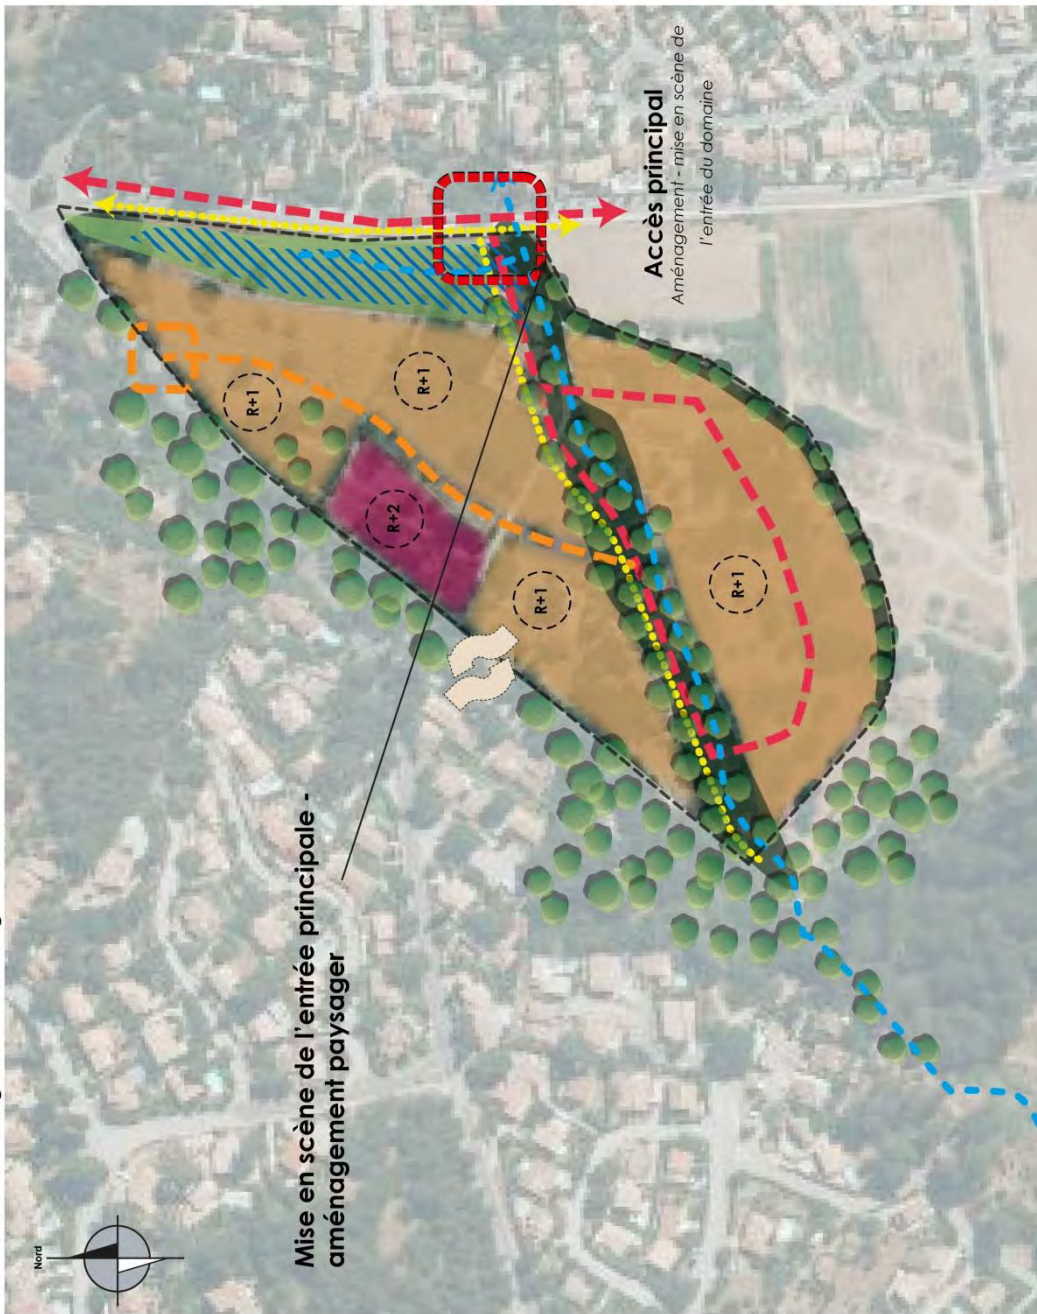 Nord
Mise en scène de l'entrée principale -
aménagement paysager
R+1
R+1
R+2
R+1
R+1
Accès principal
Aménagement - mise en scène de
l'entrée du domaine